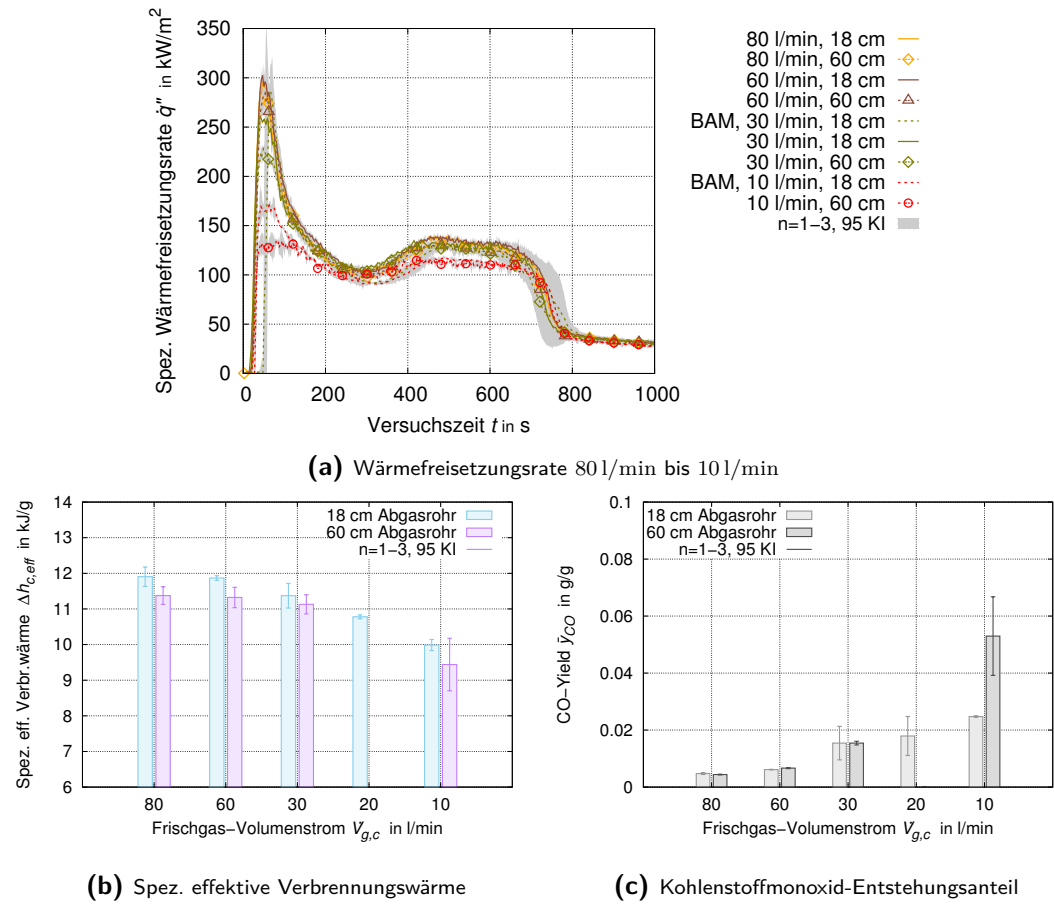 Spez. Wärmefreisetzungsrate q̇″ in kW/m²
350
300
250
200
150
100
50
0
0 200 400 600 800 1000
Versuchszeit t in s
80 l/min, 18 cm
80 l/min, 60 cm
60 l/min, 18 cm
60 l/min, 60 cm
BAM, 30 l/min, 18 cm
30 l/min, 18 cm
30 l/min, 60 cm
BAM, 10 l/min, 18 cm
10 l/min, 60 cm
n=1−3, 95 KI
(a) Wärmefreisetzungsrate 80 l/min bis 10 l/min
Spez. eff. Verbr.wärme Δh_c,eff in kJ/g
14
13
12
11
10
9
8
7
6
18 cm Abgasrohr
60 cm Abgasrohr
n=1−3, 95 KI
80 60 30 20 10
Frischgas−Volumenstrom V̇_g,c in l/min
(b) Spez. effektive Verbrennungswärme
CO−Yield ȳ_CO in g/g
0.1
0.08
0.06
0.04
0.02
0
18 cm Abgasrohr
60 cm Abgasrohr
n=1−3, 95 KI
80 60 30 20 10
Frischgas−Volumenstrom V̇_g,c in l/min
(c) Kohlenstoffmonoxid-Entstehungsanteil